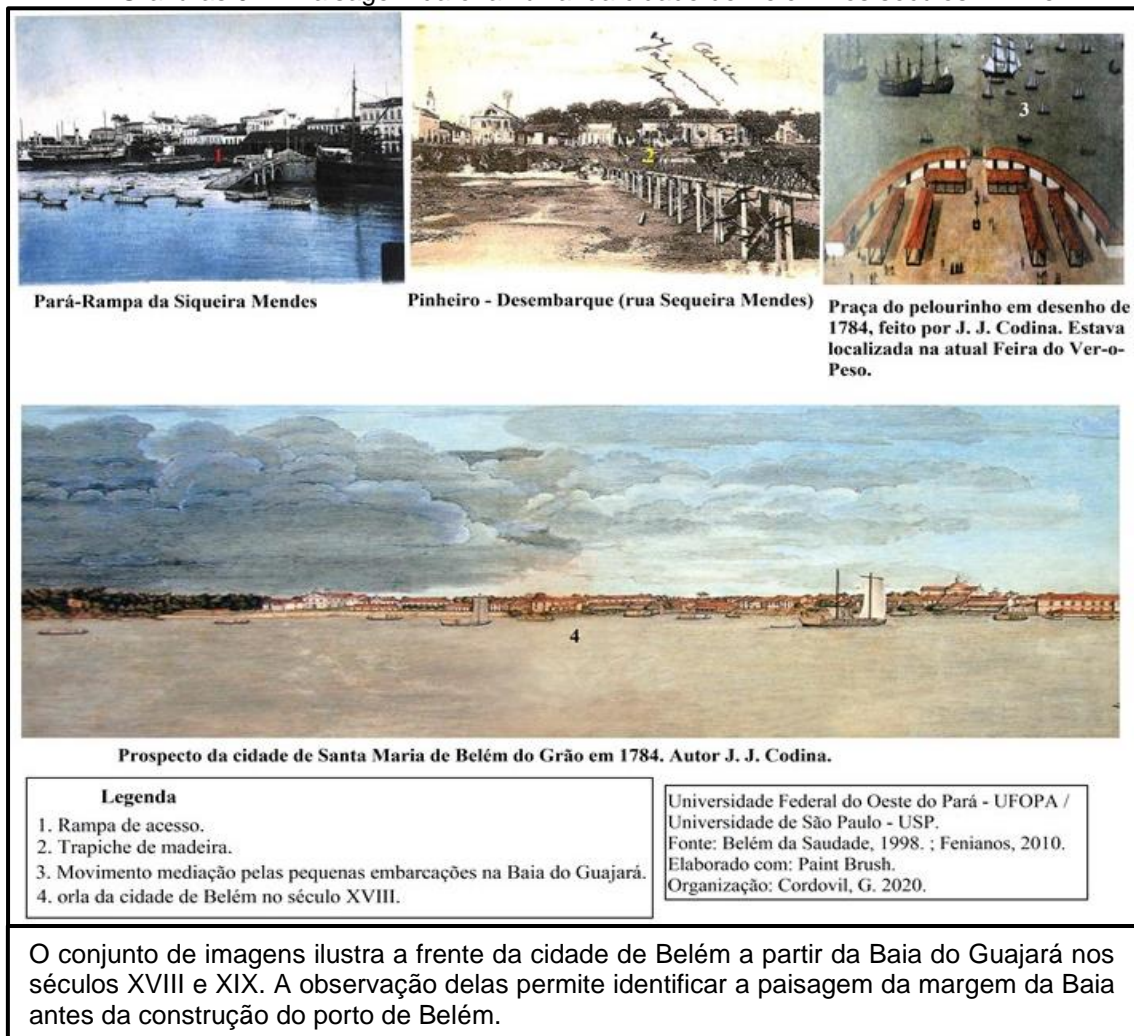 1
2
3
Pará-Rampa da Siqueira Mendes
Pinheiro - Desembarque (rua Sequeira Mendes)
Praça do pelourinho em desenho de
1784, feito por J. J. Codina. Estava
localizada na atual Feira do Ver-o-
Peso.
4
Prospecto da cidade de Santa Maria de Belém do Grão em 1784. Autor J. J. Codina.
Legenda
1. Rampa de acesso.
2. Trapiche de madeira.
3. Movimento mediação pelas pequenas embarcações na Baia do Guajará.
4. orla da cidade de Belém no século XVIII.
Universidade Federal do Oeste do Pará - UFOPA /
Universidade de São Paulo - USP.
Fonte: Belém da Saudade, 1998. ; Fenianos, 2010.
Elaborado com: Paint Brush.
Organização: Cordovil, G. 2020.
O conjunto de imagens ilustra a frente da cidade de Belém a partir da Baia do Guajará nos
séculos XVIII e XIX. A observação delas permite identificar a paisagem da margem da Baia
antes da construção do porto de Belém.